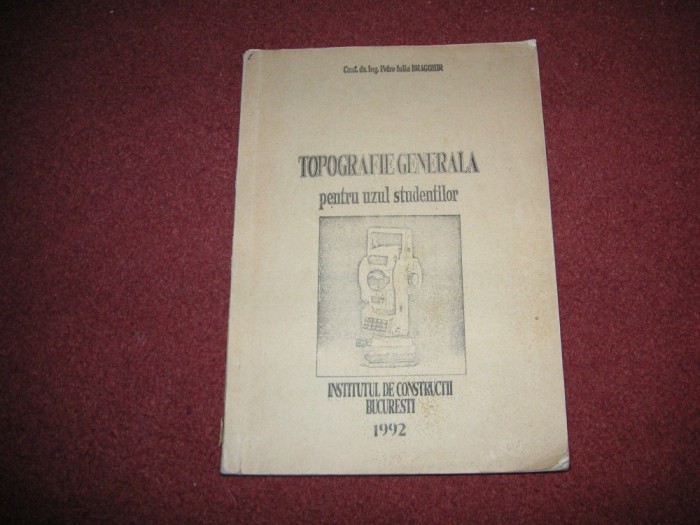 Conf. dr. Ing. Petre Iuliu DRAGOMIR
TOPOGRAFIE GENERALA
pentru uzul studentilor
INSTITUTUL DE CONSTRUCTII
BUCURESTI
1992